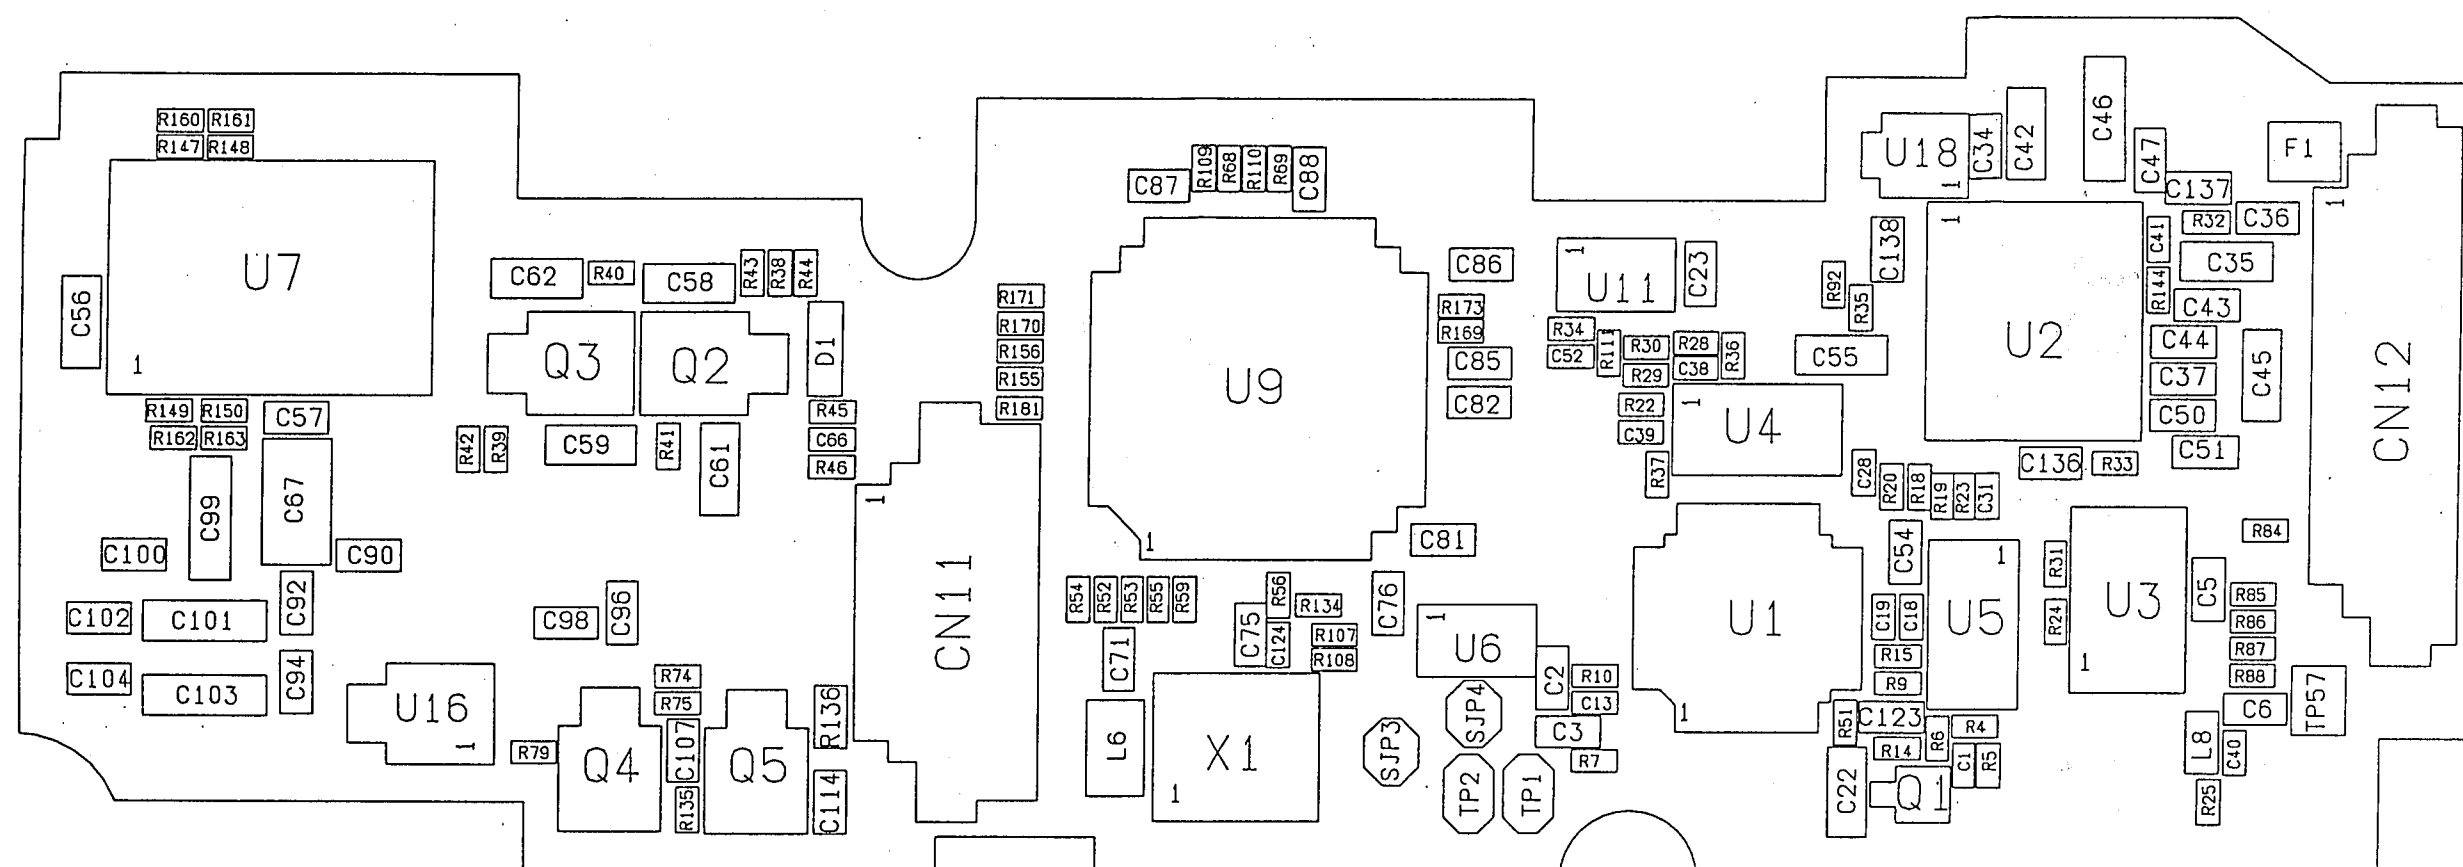 R160 R161
R147 R148
U7
1
C56
R149 R150
R162 R163
C57
C99
C67
C100
C90
C92
C102
C101
C104
C103
C94
C62
R40
C58
R43
R38
R44
Q3
Q2
D1
R45
C66
R46
R42
R39
C59
R41
C61
C98
C96
U16
1
R74
R75
R79
Q4
C107
R135
Q5
R136
C114
CN11
1
R171
R170
R156
R155
R181
C87
R109
R68
R110
R69
C88
U9
1
C86
R173
R169
C85
C82
C81
R54
R52
R53
R55
R59
C71
L6
C75
R56
C124
R134
R107
R108
C76
X1
1
SJP3
SJP4
TP2
TP1
U6
1
C2
R10
C13
C3
R7
U11
1
C23
R34
C52
R111
R30
R29
R28
C38
R36
R22
C39
R37
U4
1
C55
R92
R35
C138
U18
1
C34
C42
C46
C47
C137
R32
C36
F1
U2
1
C41
R144
C35
C43
C44
C37
C50
C51
C45
C136
R33
CN12
1
C28
R20
R18
R19
R23
C31
U1
1
C54
C19
C18
R15
R9
U5
1
R51
C123
R14
R6
R4
C1
R5
C22
Q1
R31
R24
U3
1
C5
R84
R85
R86
R87
R88
C6
TP57
L8
C40
R25